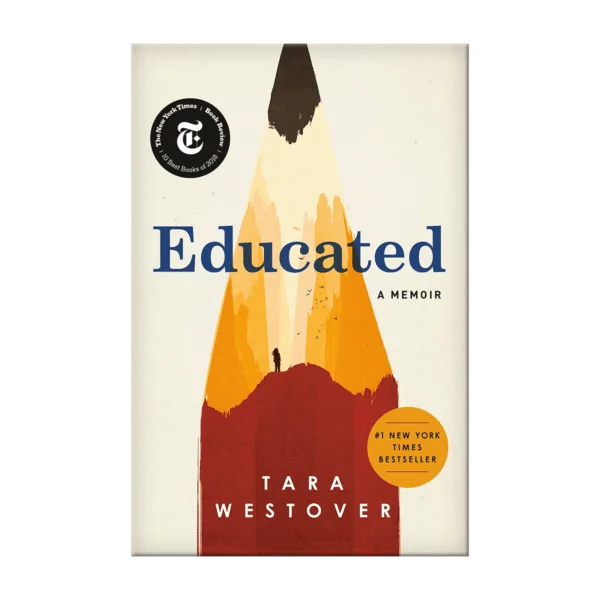 The New York Times | Book Review
10 Best Books of 2018
Educated
A MEMOIR
#1 NEW YORK
TIMES
BESTSELLER
TARA
WESTOVER